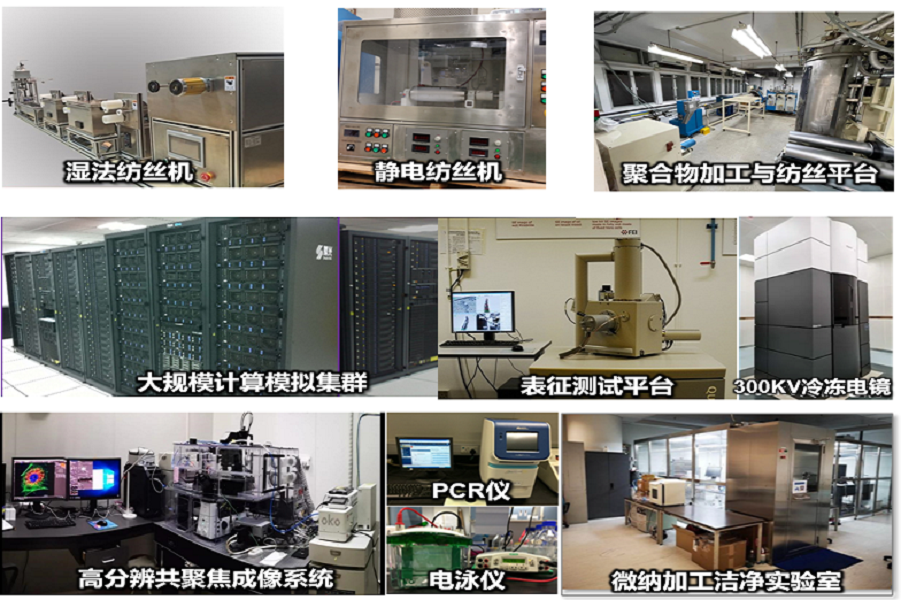 湿法纺丝机
静电纺丝机
聚合物加工与纺丝平台
大规模计算模拟集群
FEI
表征测试平台
300KV冷冻电镜
öko
高分辨共聚焦成像系统
PCR仪
电泳仪
微纳加工洁净实验室